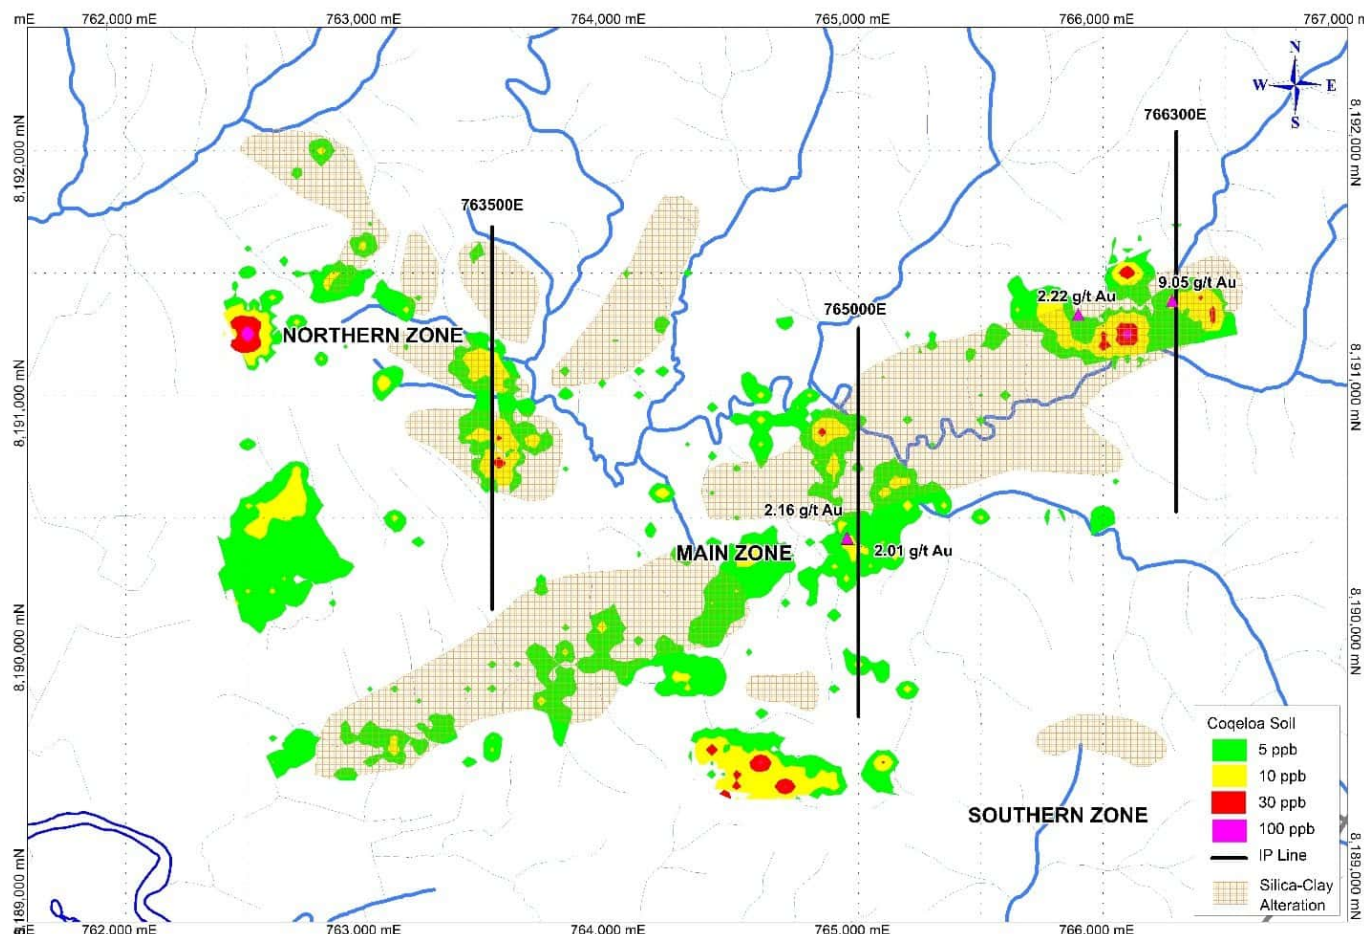 mE
762,000 mE
763,000 mE
764,000 mE
765,000 mE
766,000 mE
767,000 m
N
W
E
S
8,192,000 mN
8,192,000 mN
766300E
763500E
765000E
9.05 g/t Au
2.22 g/t Au
NORTHERN ZONE
8,191,000 mN
8,191,000 mN
2.16 g/t Au
MAIN ZONE
2.01 g/t Au
8,190,000 mN
8,190,000 mN
SOUTHERN ZONE
Coqeloa Soil
5 ppb
10 ppb
30 ppb
100 ppb
IP Line
Silica-Clay
Alteration
189,000 mN
8,189,000 mN
762,000 mE
763,000 mE
764,000 mE
765,000 mE
766,000 mE